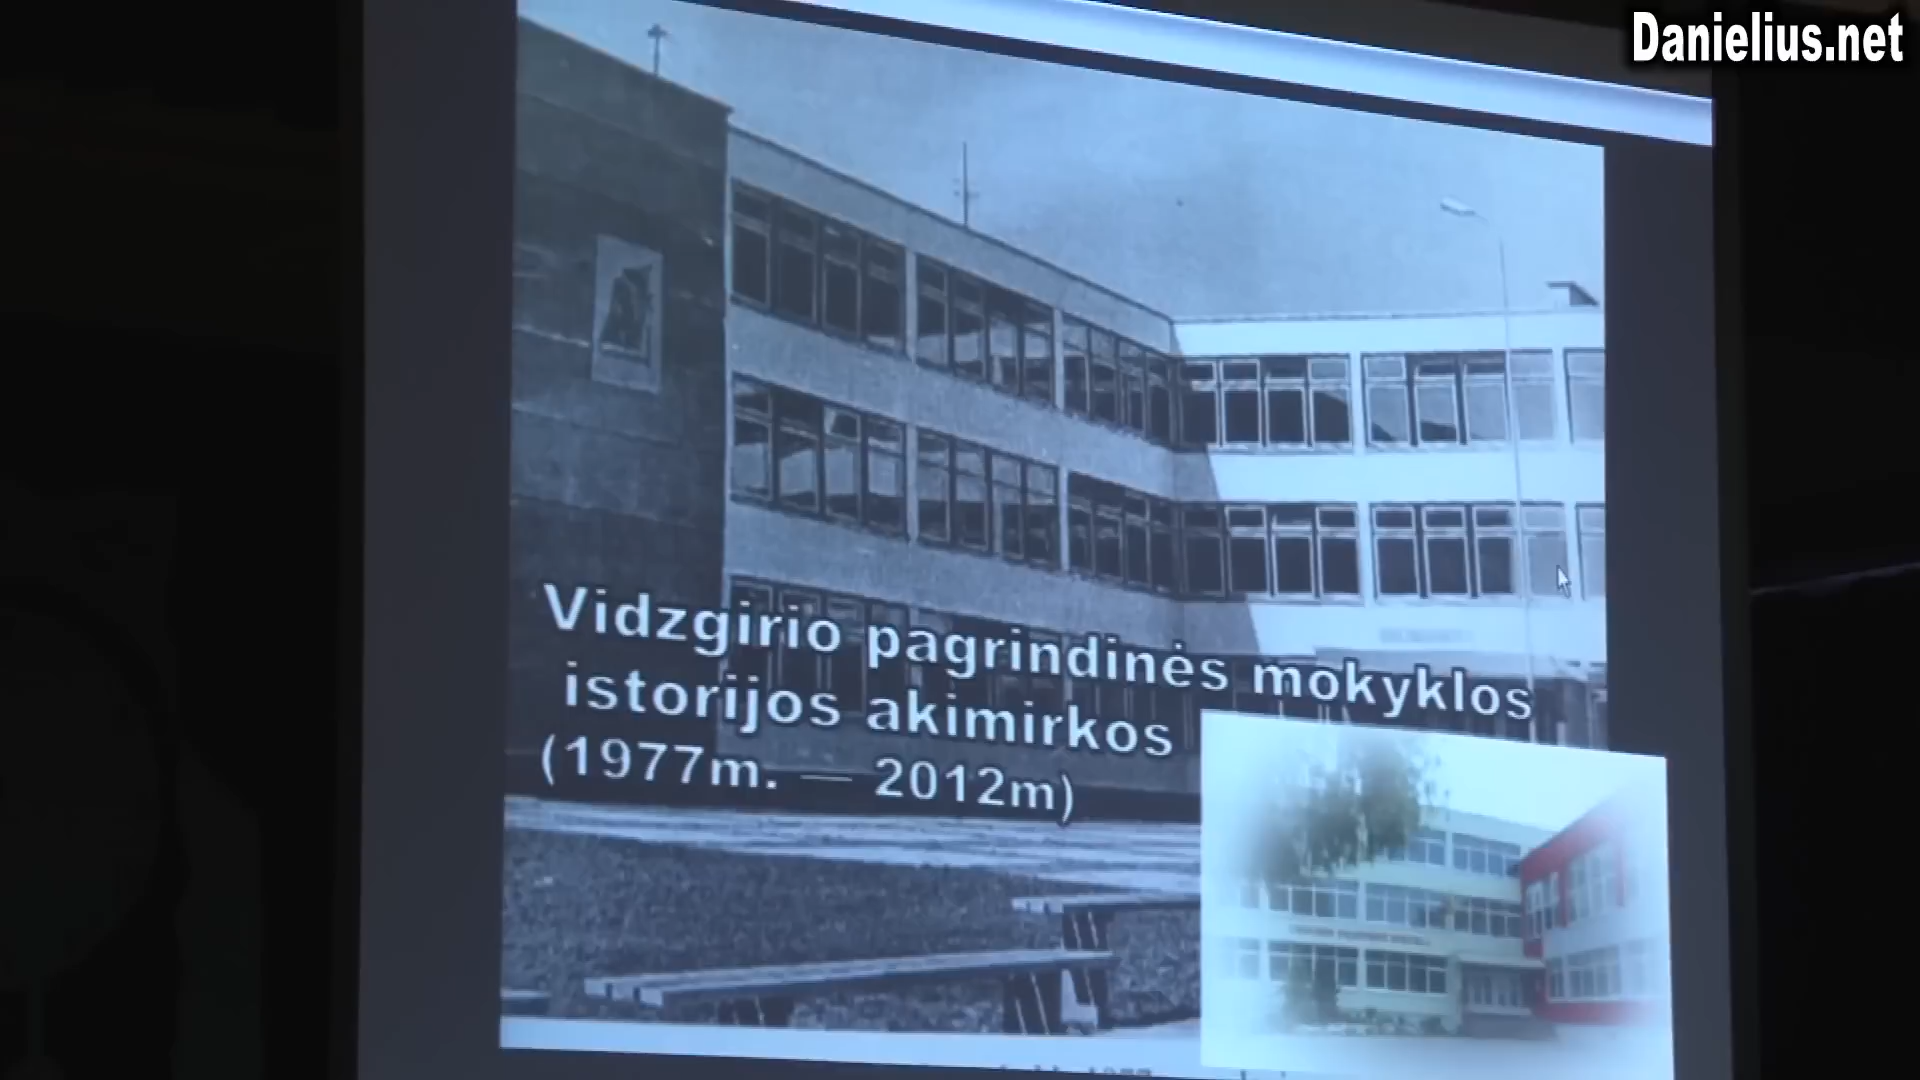 Danielius.net
Vidzgirio pagrindinės mokyklos
istorijos akimirkos
(1977m. — 2012m)